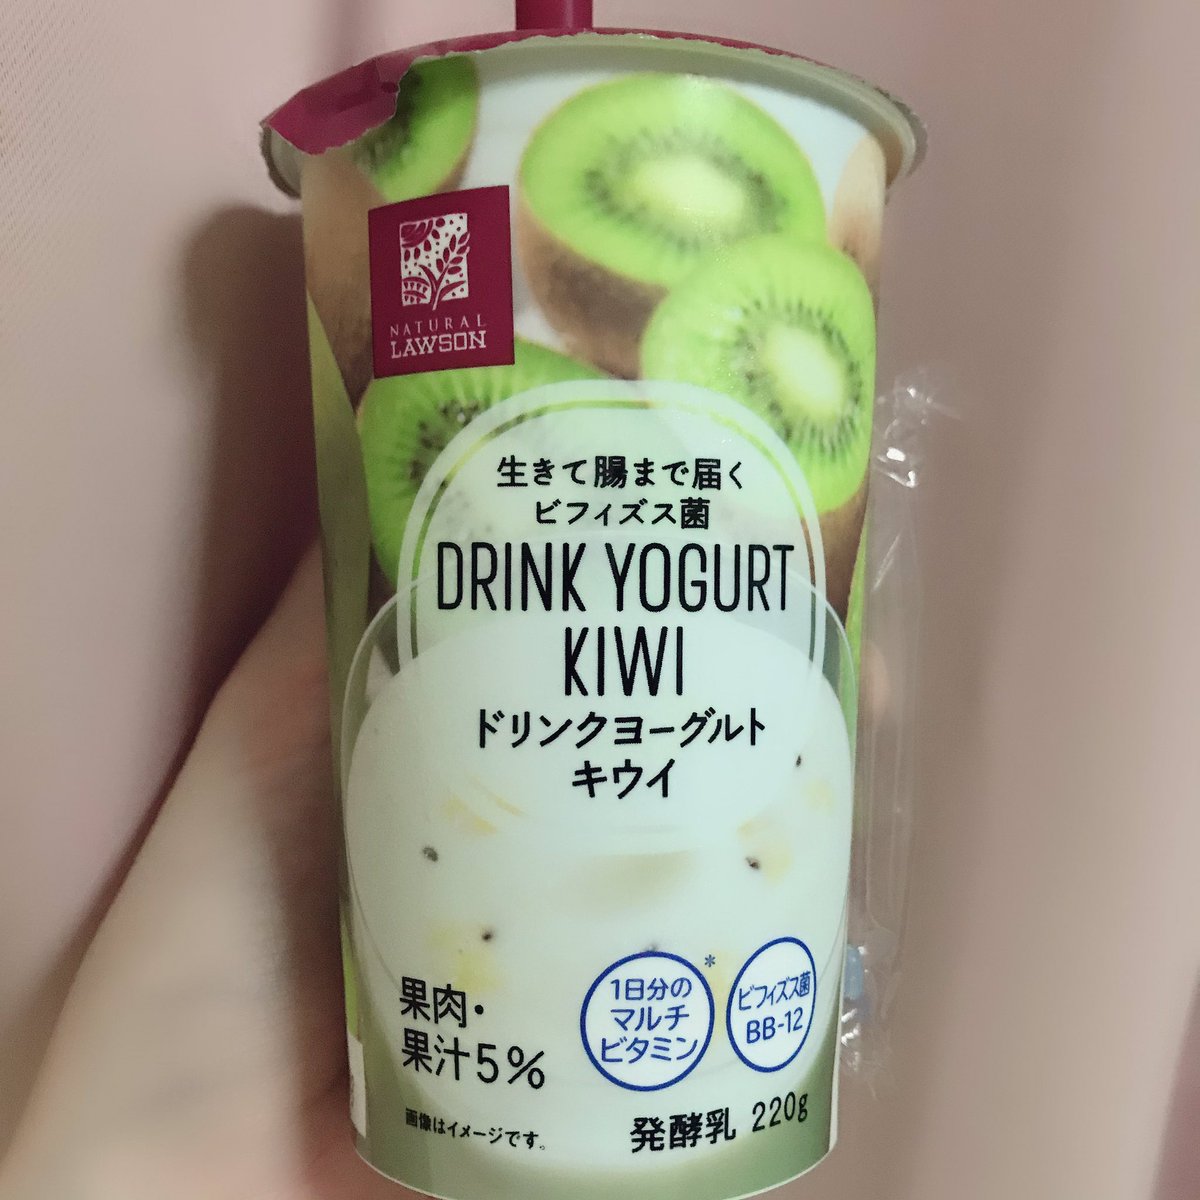 NATURAL
LAWSON
生きて腸まで届く
ビフィズス菌
DRINK YOGURT
KIWI
ドリンクヨーグルト
キウイ
果肉・
果汁5%
1日分の*
マルチ
ビタミン
ビフィズス菌
BB-12
画像はイメージです。
発酵乳 220g